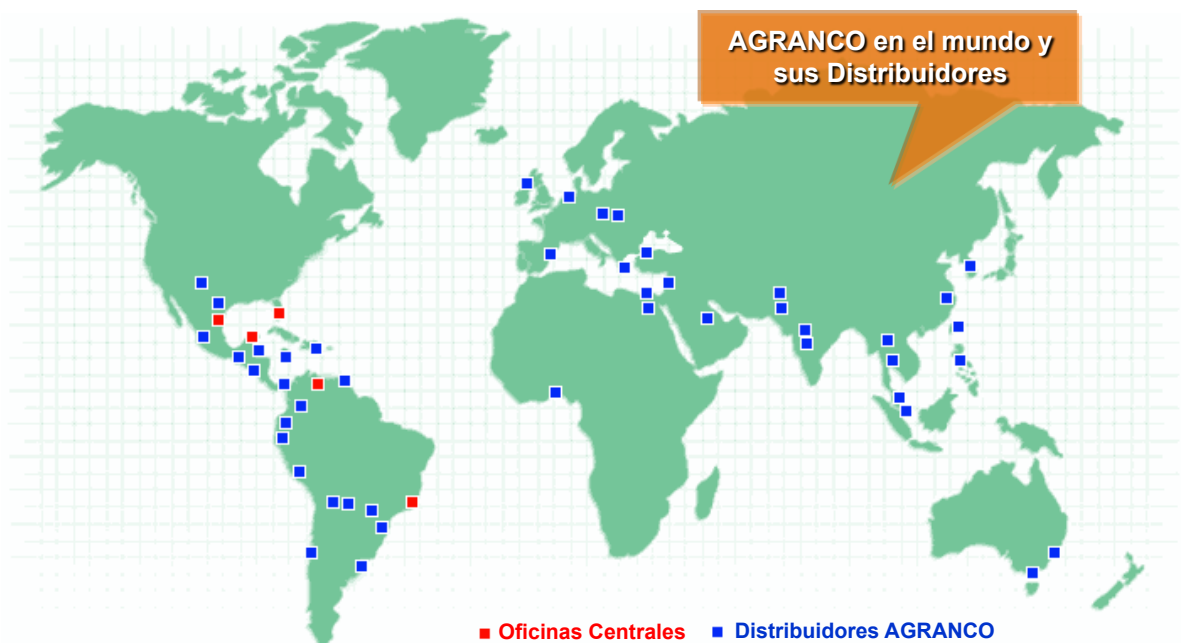 AGRANCO en el mundo y
sus Distribuidores
Oficinas Centrales
Distribuidores AGRANCO